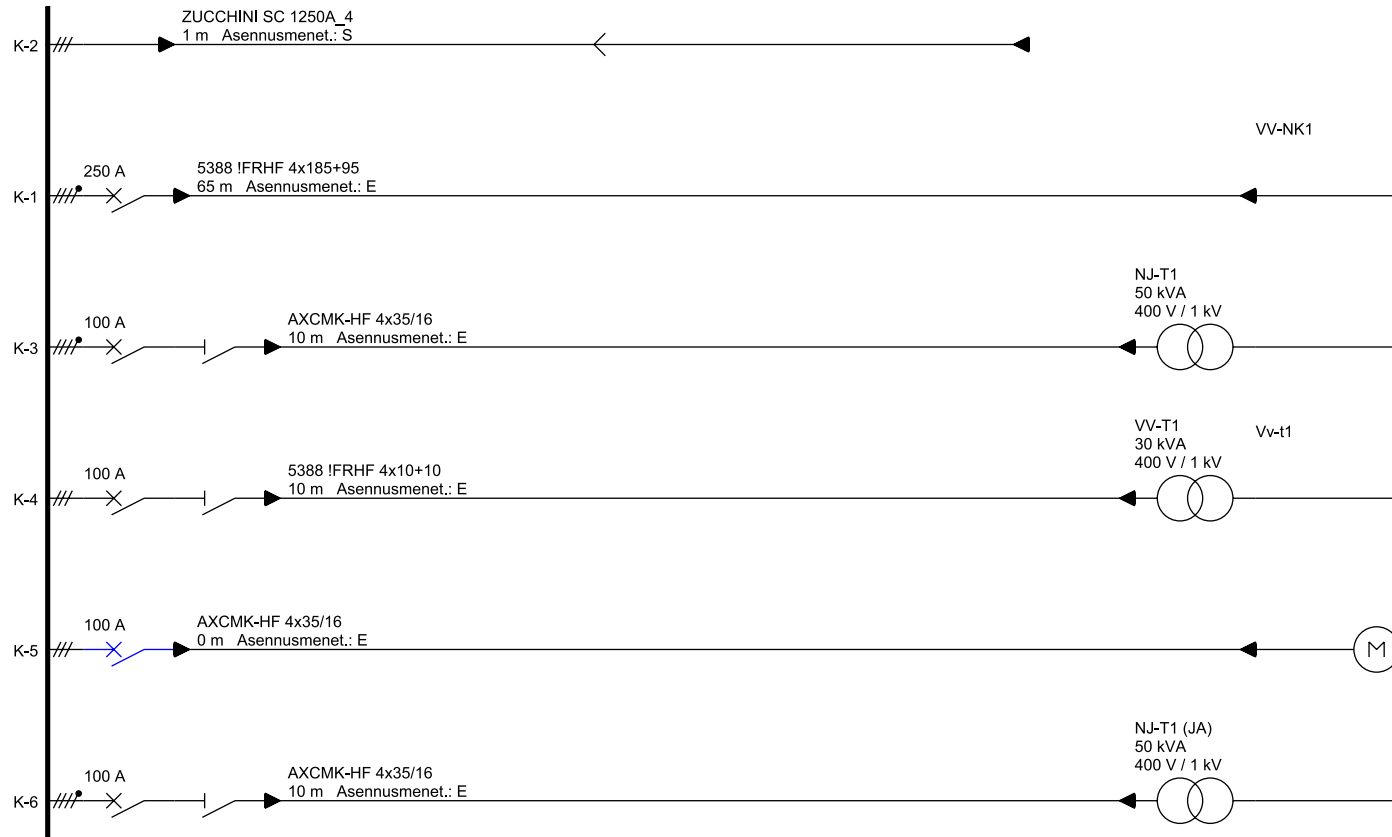 ZUCCHINI SC 1250A_4
K-2
1 m Asennusmenet.: S
VV-NK1
250 A
5388 !FRHF 4x185+95
65 m Asennusmenet.: E
K-1
NJ-T1
50 kVA
400 V / 1 kV
100 A
AXCMK-HF 4x35/16
10 m Asennusmenet.: E
K-3
VV-T1
30 kVA
400 V / 1 kV
Vv-t1
100 A
5388 !FRHF 4x10+10
10 m Asennusmenet.: E
K-4
100 A
AXCMK-HF 4x35/16
0 m Asennusmenet.: E
K-5
M
NJ-T1 (JA)
50 kVA
400 V / 1 kV
100 A
AXCMK-HF 4x35/16
10 m Asennusmenet.: E
K-6